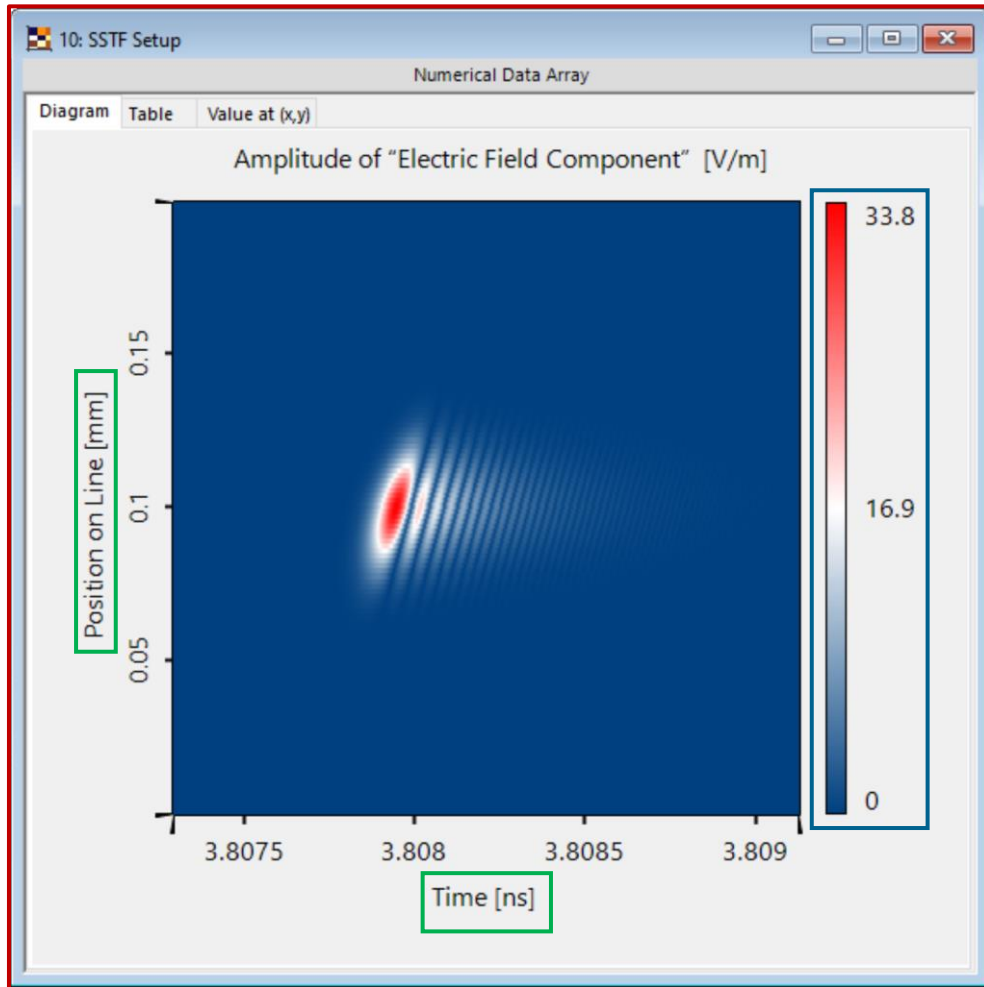 10: SSTF Setup
Numerical Data Array
Diagram Table Value at (x,y)
Amplitude of “Electric Field Component” [V/m]
33.8
16.9
0
Position on Line [mm]
0.15
0.1
0.05
3.8075 3.808 3.8085 3.809
Time [ns]